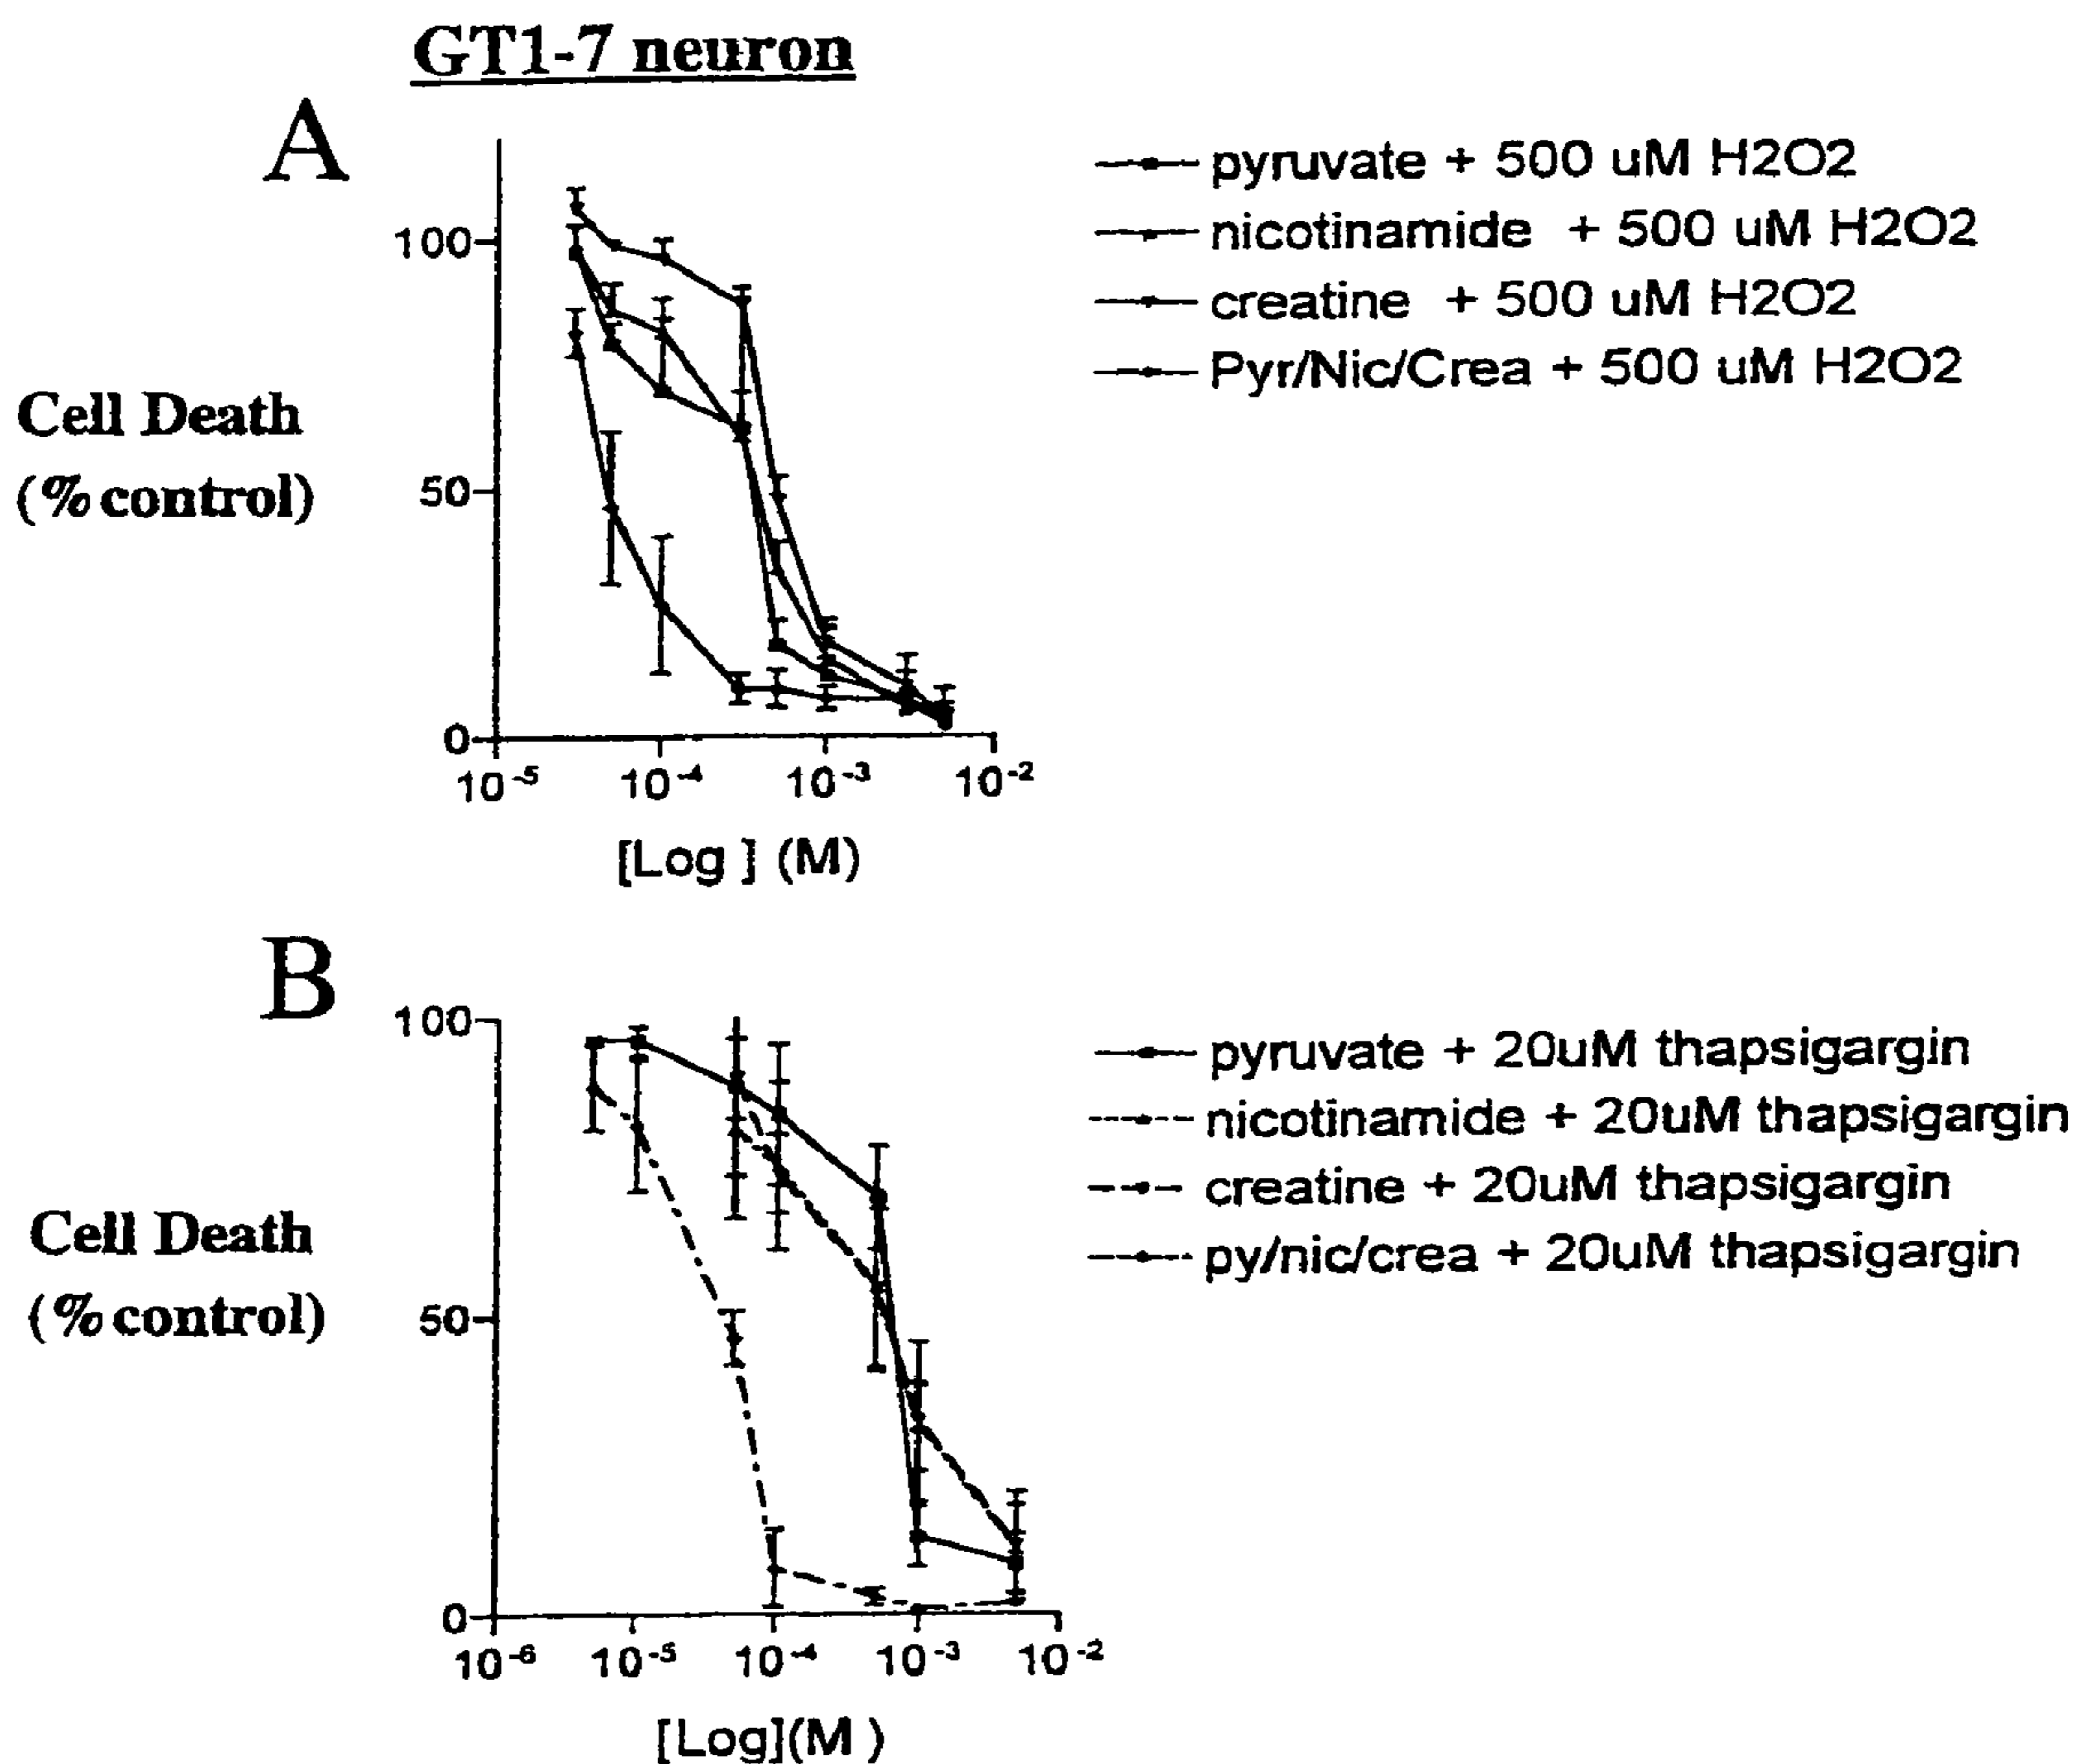 GT1-7 neuron
A
pyruvate + 500 uM H2O2
nicotinamide + 500 uM H2O2
creatine + 500 uM H2O2
Pyr/Nic/Crea + 500 uM H2O2
Cell Death
(% control)
100
50
0
10-5 10-4 10-3 10-2
[Log ] (M)
B
pyruvate + 20uM thapsigargin
nicotinamide + 20uM thapsigargin
creatine + 20uM thapsigargin
py/nic/crea + 20uM thapsigargin
Cell Death
(% control)
100
50
0
10-6 10-5 10-4 10-3 10-2
[Log](M )